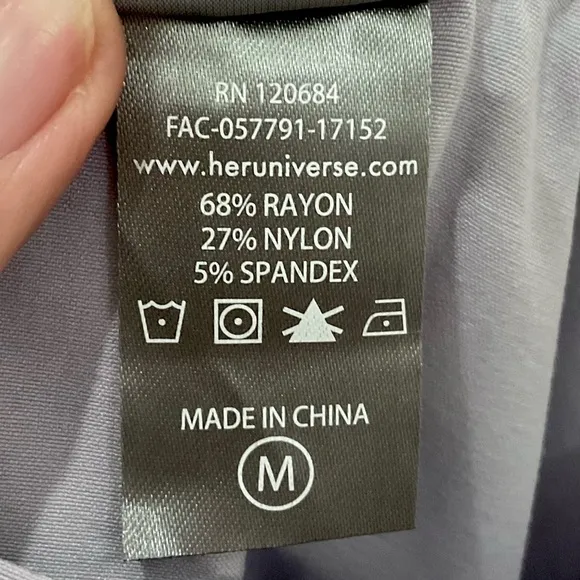 RN 120684
FAC-057791-17152
www.heruniverse.com
68% RAYON
27% NYLON
5% SPANDEX
MADE IN CHINA
M